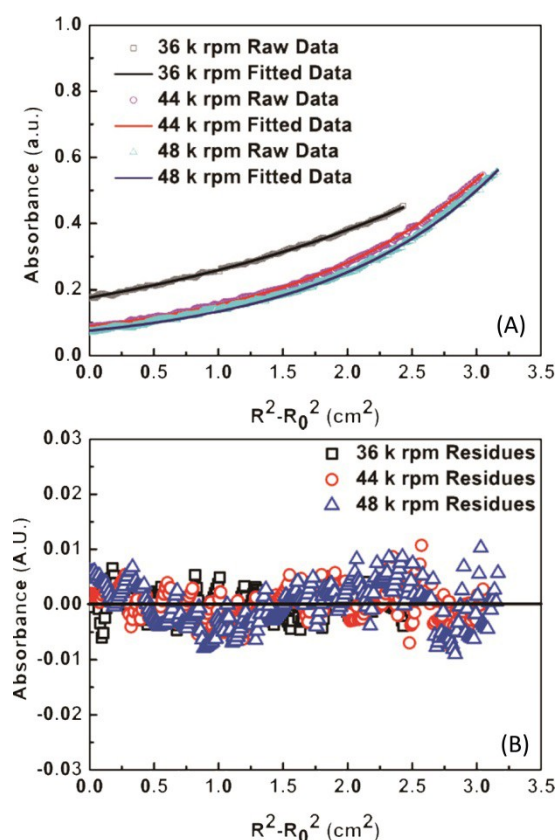 1.0
0.8
0.6
0.4
0.2
0.0
Absorbance (a.u.)
36 k rpm Raw Data
36 k rpm Fitted Data
44 k rpm Raw Data
44 k rpm Fitted Data
48 k rpm Raw Data
48 k rpm Fitted Data
(A)
0.0 0.5 1.0 1.5 2.0 2.5 3.0 3.5
R²-R₀² (cm²)
0.03
0.02
0.01
0.00
-0.01
-0.02
-0.03
Absorbance (A.U.)
36 k rpm Residues
44 k rpm Residues
48 k rpm Residues
(B)
0.0 0.5 1.0 1.5 2.0 2.5 3.0 3.5
R²-R₀² (cm²)